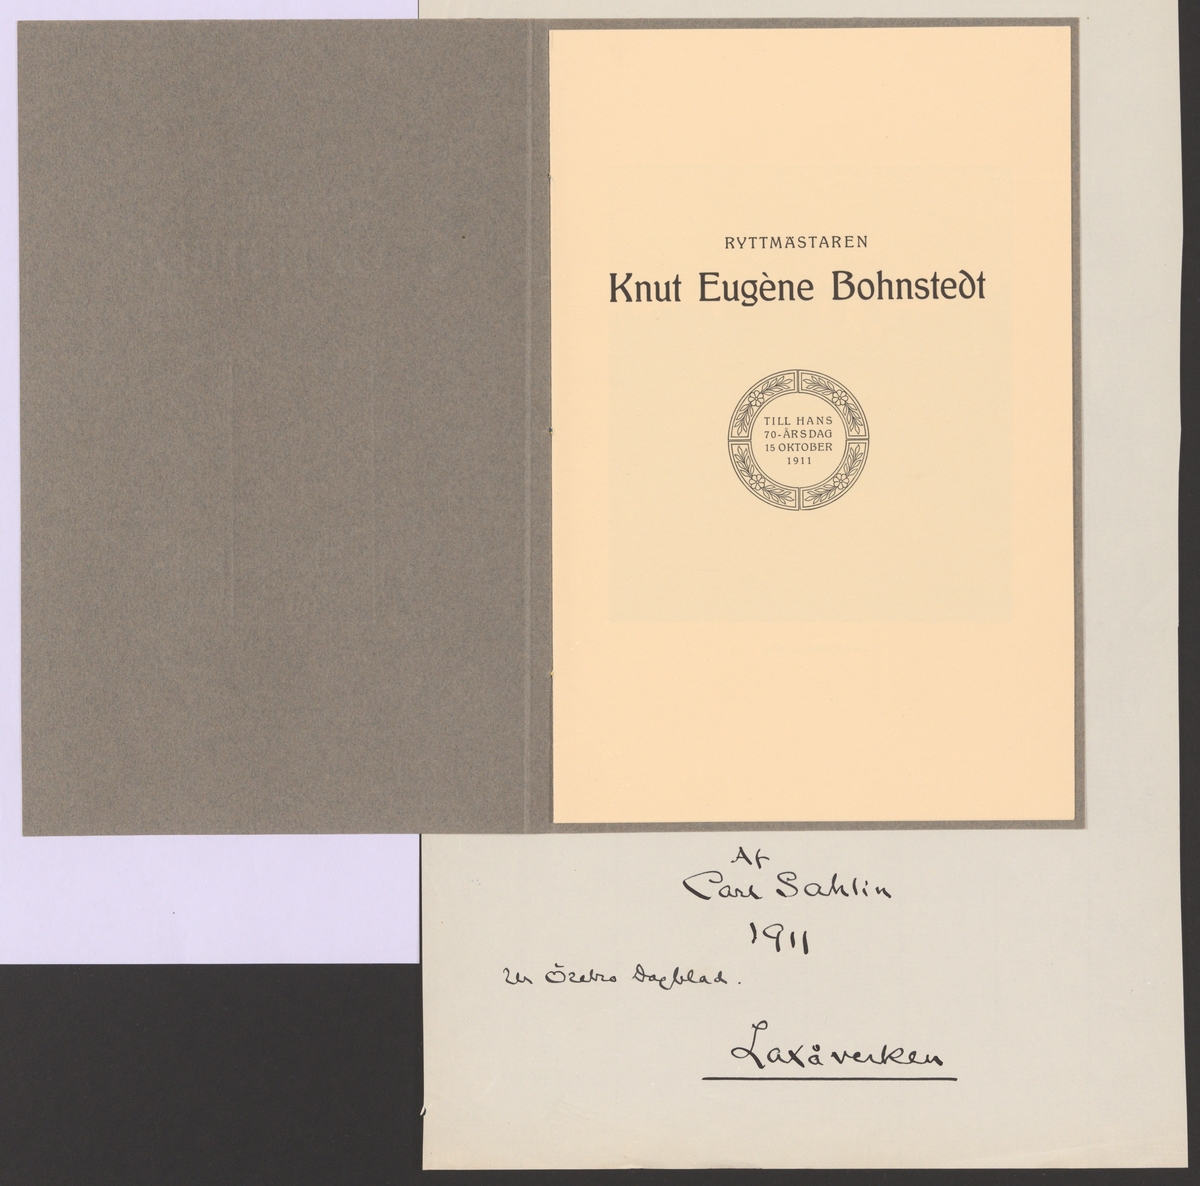 RYTTMÄSTAREN
Knut Eugène Bohnstedt
TILL HANS
70-ÅRSDAG
15 OKTOBER
1911
Af
Carl Sahlin
1911
Ur Örebro Dagblad.
Laxåverken